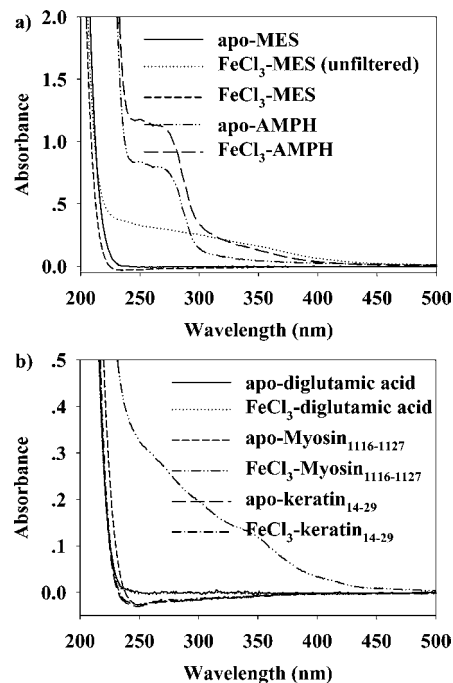 a)
2.0
1.5
1.0
.5
0.0
Absorbance
apo-MES
FeCl3-MES (unfiltered)
FeCl3-MES
apo-AMPH
FeCl3-AMPH
200 250 300 350 400 450 500
Wavelength (nm)
b)
.5
.4
.3
.2
.1
0.0
Absorbance
apo-diglutamic acid
FeCl3-diglutamic acid
apo-Myosin1116-1127
FeCl3-Myosin1116-1127
apo-keratin14-29
FeCl3-keratin14-29
200 250 300 350 400 450 500
Wavelength (nm)